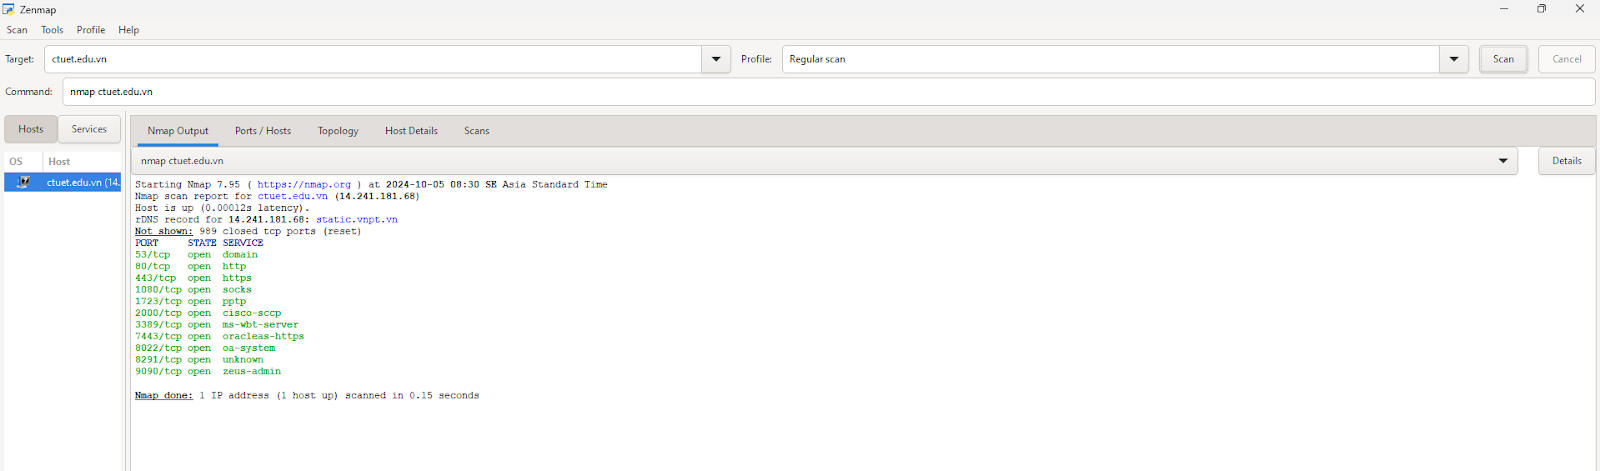 Zenmap
Scan Tools Profile Help
Target: ctuet.edu.vn Profile: Regular scan Scan Cancel
Command: nmap ctuet.edu.vn
Hosts Services
OS Host
ctuet.edu.vn (14.
Nmap Output Ports / Hosts Topology Host Details Scans
nmap ctuet.edu.vn Details
Starting Nmap 7.95 ( https://nmap.org ) at 2024-10-05 08:30 SE Asia Standard Time
Nmap scan report for ctuet.edu.vn (14.241.181.68)
Host is up (0.00012s latency).
rDNS record for 14.241.181.68: static.vnpt.vn
Not shown: 989 closed tcp ports (reset)
PORT STATE SERVICE
53/tcp open domain
80/tcp open http
443/tcp open https
1080/tcp open socks
1723/tcp open pptp
2000/tcp open cisco-sccp
3389/tcp open ms-wbt-server
7443/tcp open oracleas-https
8022/tcp open oa-system
8291/tcp open unknown
9090/tcp open zeus-admin
Nmap done: 1 IP address (1 host up) scanned in 0.15 seconds